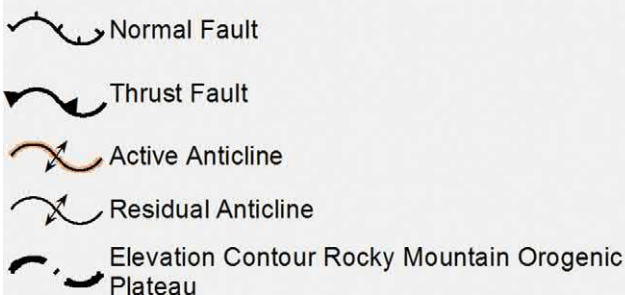 Normal Fault
Thrust Fault
Active Anticline
Residual Anticline
Elevation Contour Rocky Mountain Orogenic
Plateau